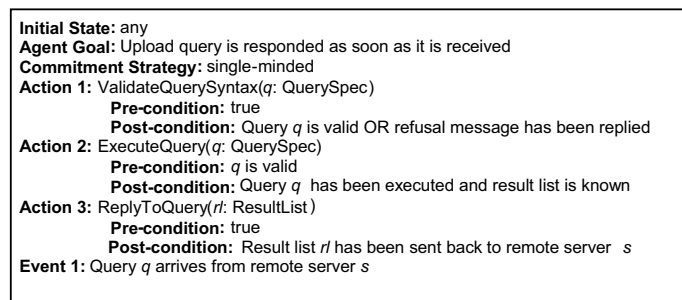 Initial State: any
Agent Goal: Upload query is responded as soon as it is received
Commitment Strategy: single-minded
Action 1: ValidateQuerySyntax(q: QuerySpec)
Pre-condition: true
Post-condition: Query q is valid OR refusal message has been replied
Action 2: ExecuteQuery(q: QuerySpec)
Pre-condition: q is valid
Post-condition: Query q has been executed and result list is known
Action 3: ReplyToQuery(rl: ResultList)
Pre-condition: true
Post-condition: Result list rl has been sent back to remote server s
Event 1: Query q arrives from remote server s